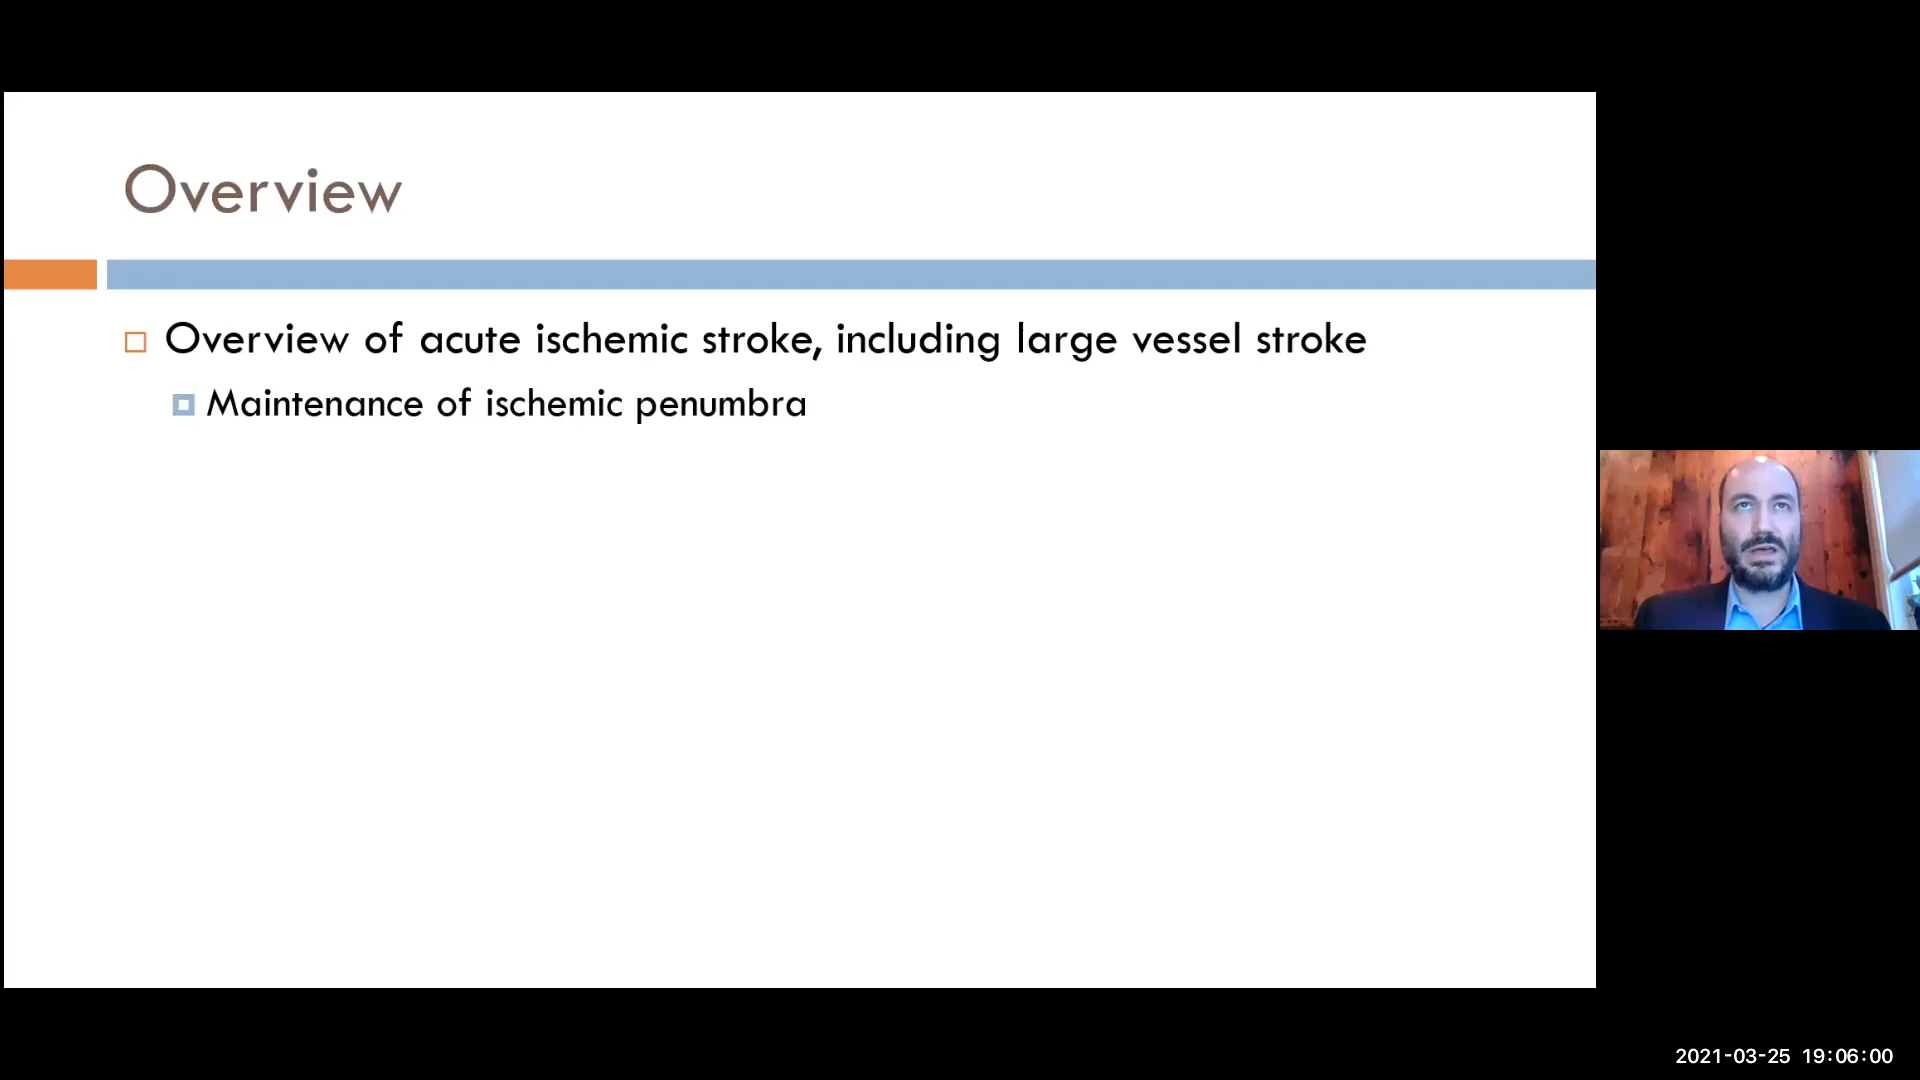 Overview
Overview of acute ischemic stroke, including large vessel stroke
Maintenance of ischemic penumbra
2021-03-25 19:06:00